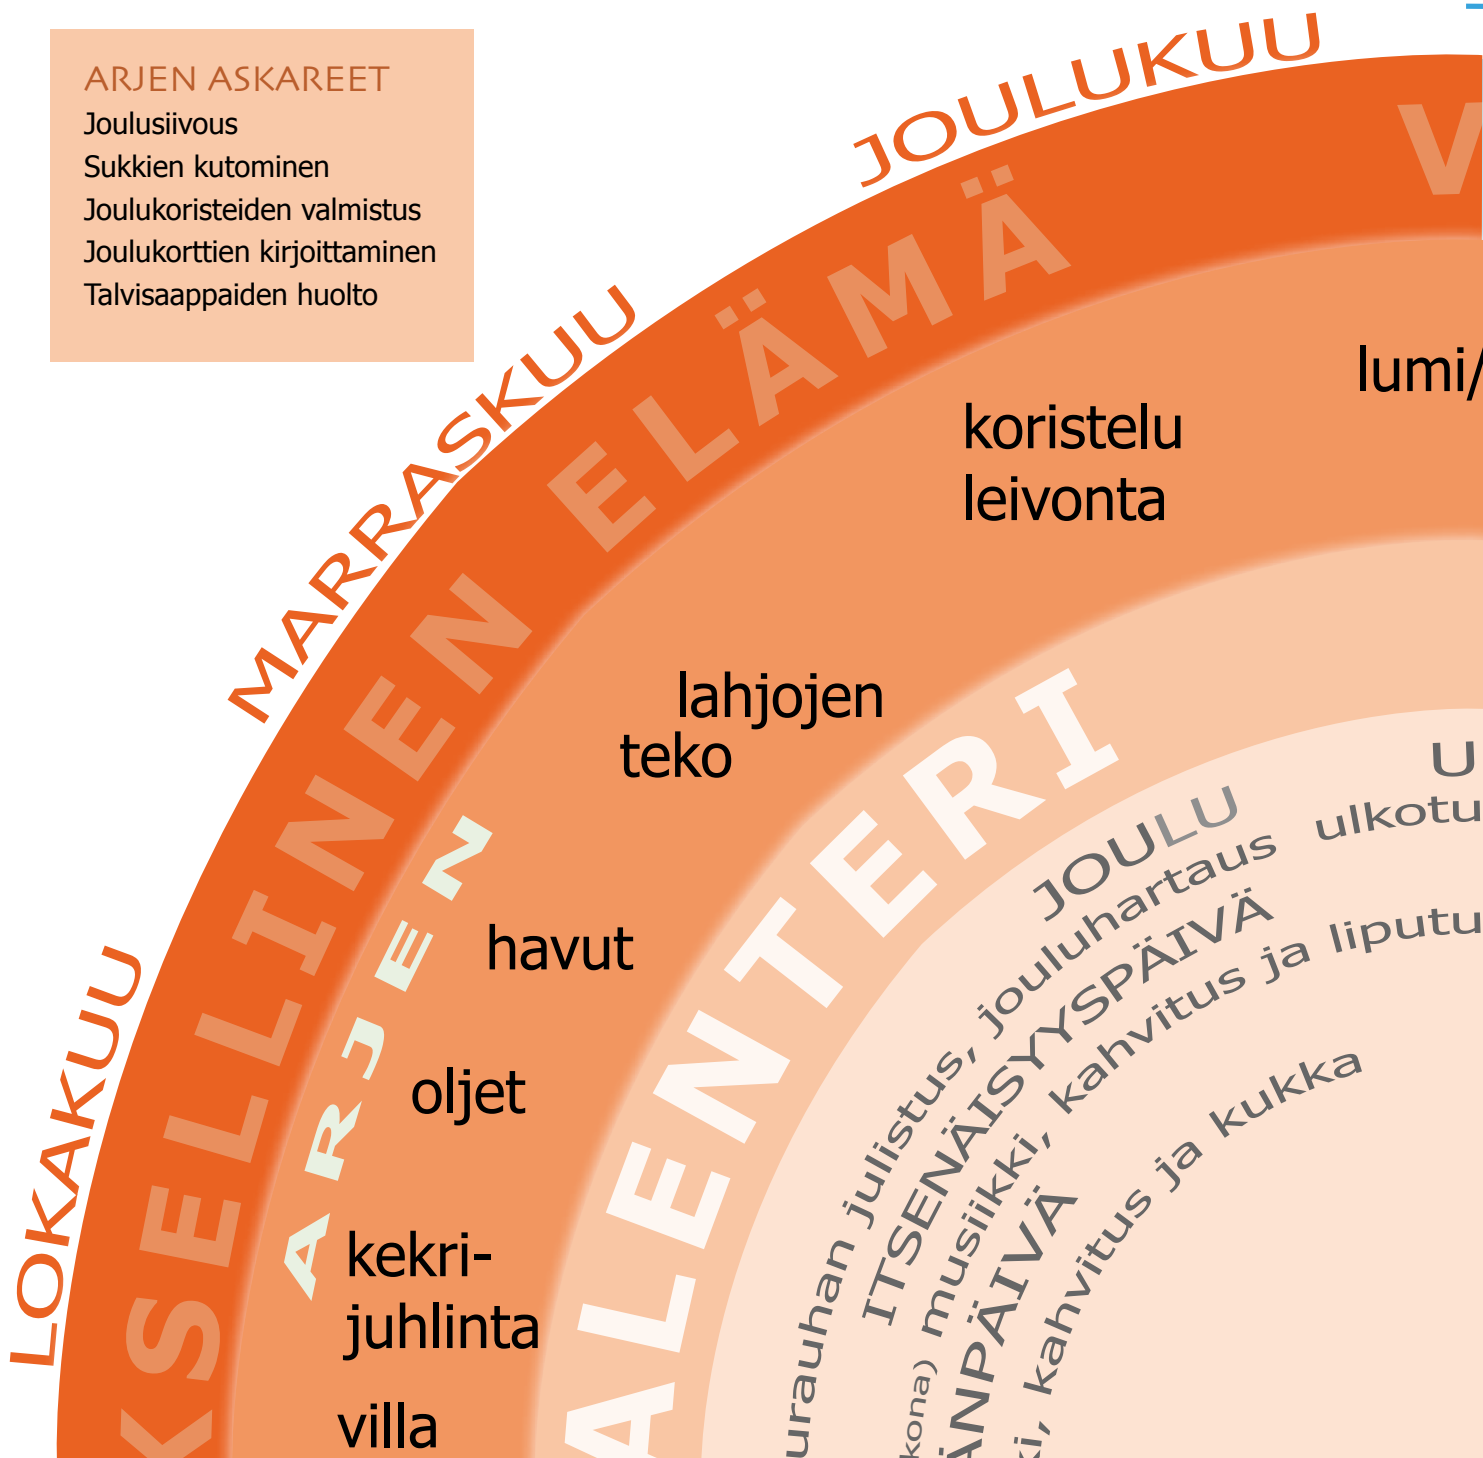 ARJEN ASKAREET
Joulusiivous
Sukkien kutominen
Joulukoristeiden valmistus
Joulukorttien kirjoittaminen
Talvisaappaiden huolto
LOKAKUU
MARRASKUU
JOULUKUU
KSELLINEN ELÄMÄ V
ARJEN
lumi/
koristelu
leivonta
lahjojen
teko
havut
oljet
kekri-
juhlinta
villa
ALENTERI
JOULU U
urauhan julistus, jouluhartaus ulkotu
ITSENÄISYYSPÄIVÄ
kona) musiikki, kahvitus ja liputu
ÄNPÄIVÄ
ki, kahvitus ja kukka